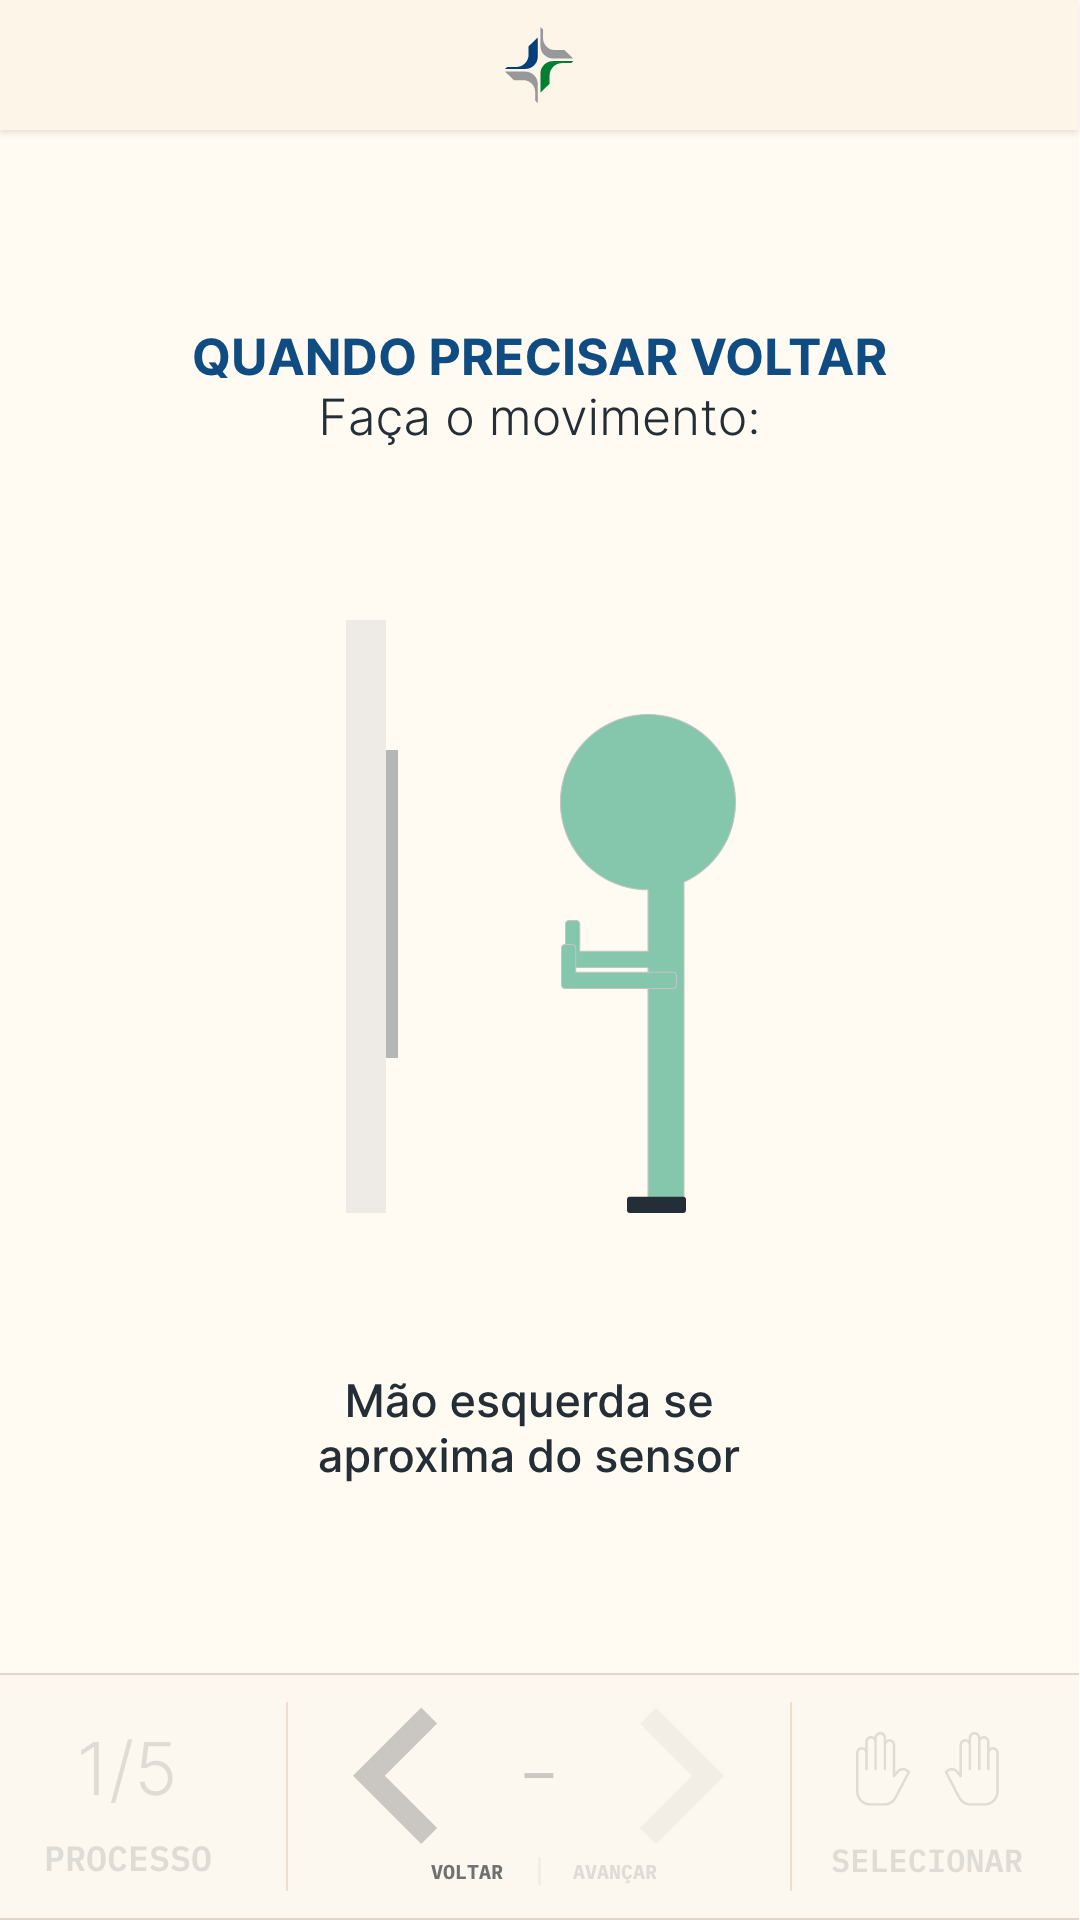 QUANDO PRECISAR VOLTAR
Faça o movimento:
Mão esquerda se
aproxima do sensor
1/5
PROCESSO
VOLTAR
AVANÇAR
SELECIONAR